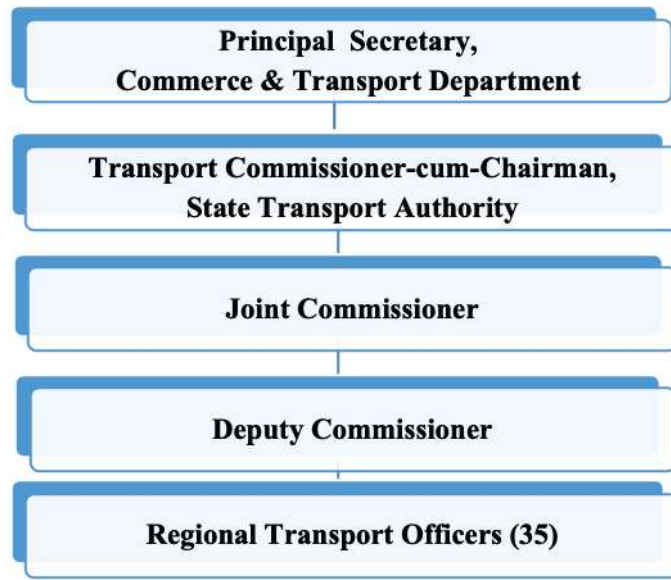 Principal Secretary,
Commerce & Transport Department
Transport Commissioner-cum-Chairman,
State Transport Authority
Joint Commissioner
Deputy Commissioner
Regional Transport Officers (35)